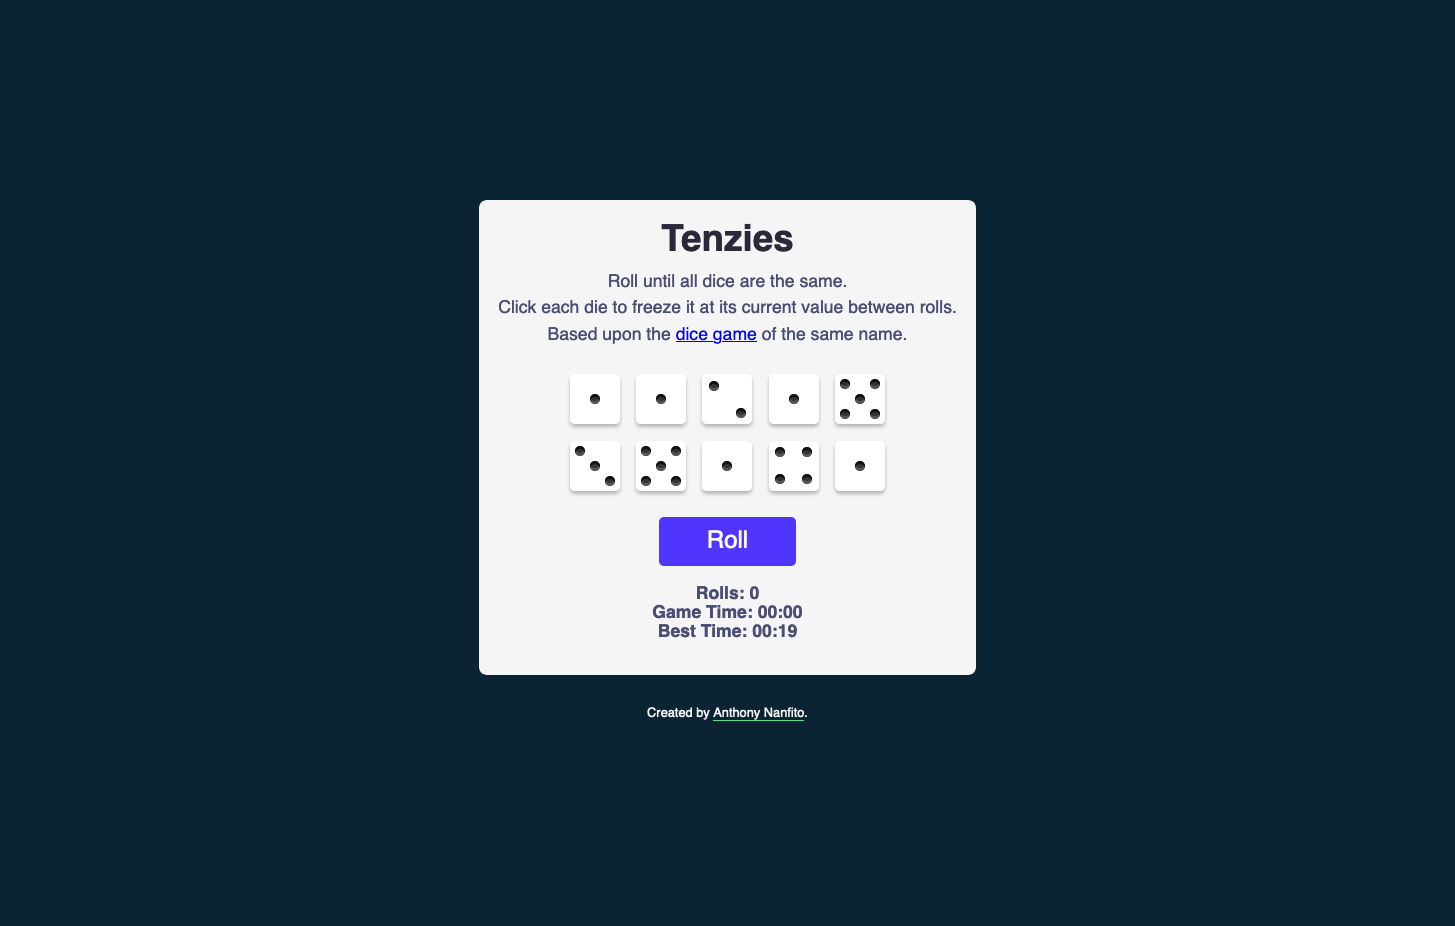 Tenzies
Roll until all dice are the same.
Click each die to freeze it at its current value between rolls.
Based upon the dice game of the same name.
Roll
Rolls: 0
Game Time: 00:00
Best Time: 00:19
Created by Anthony Nanfito.